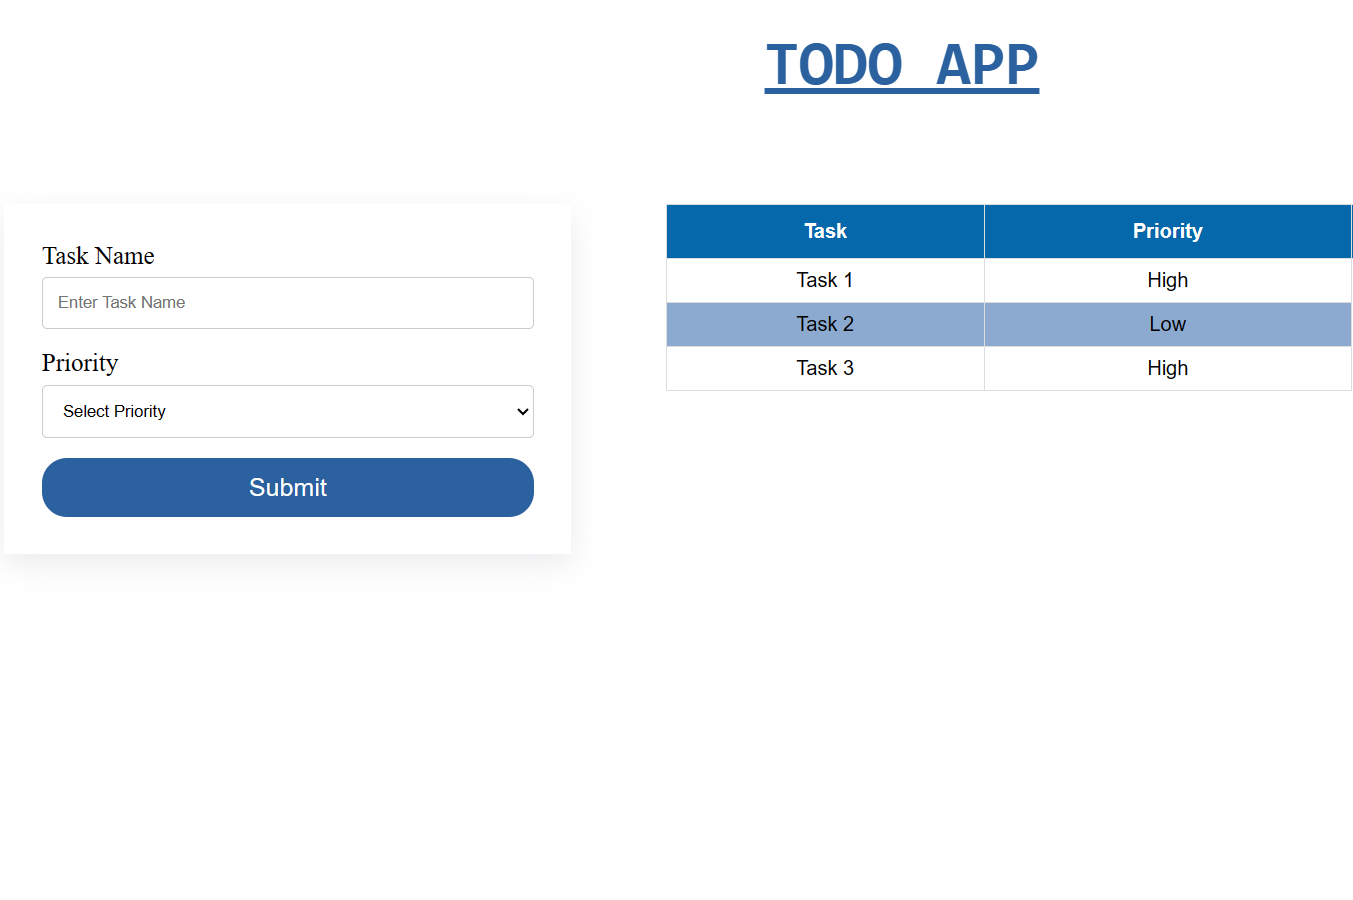 TODO APP
Task Name
Enter Task Name
Priority
Select Priority
Submit
Task Priority
Task 1 High
Task 2 Low
Task 3 High